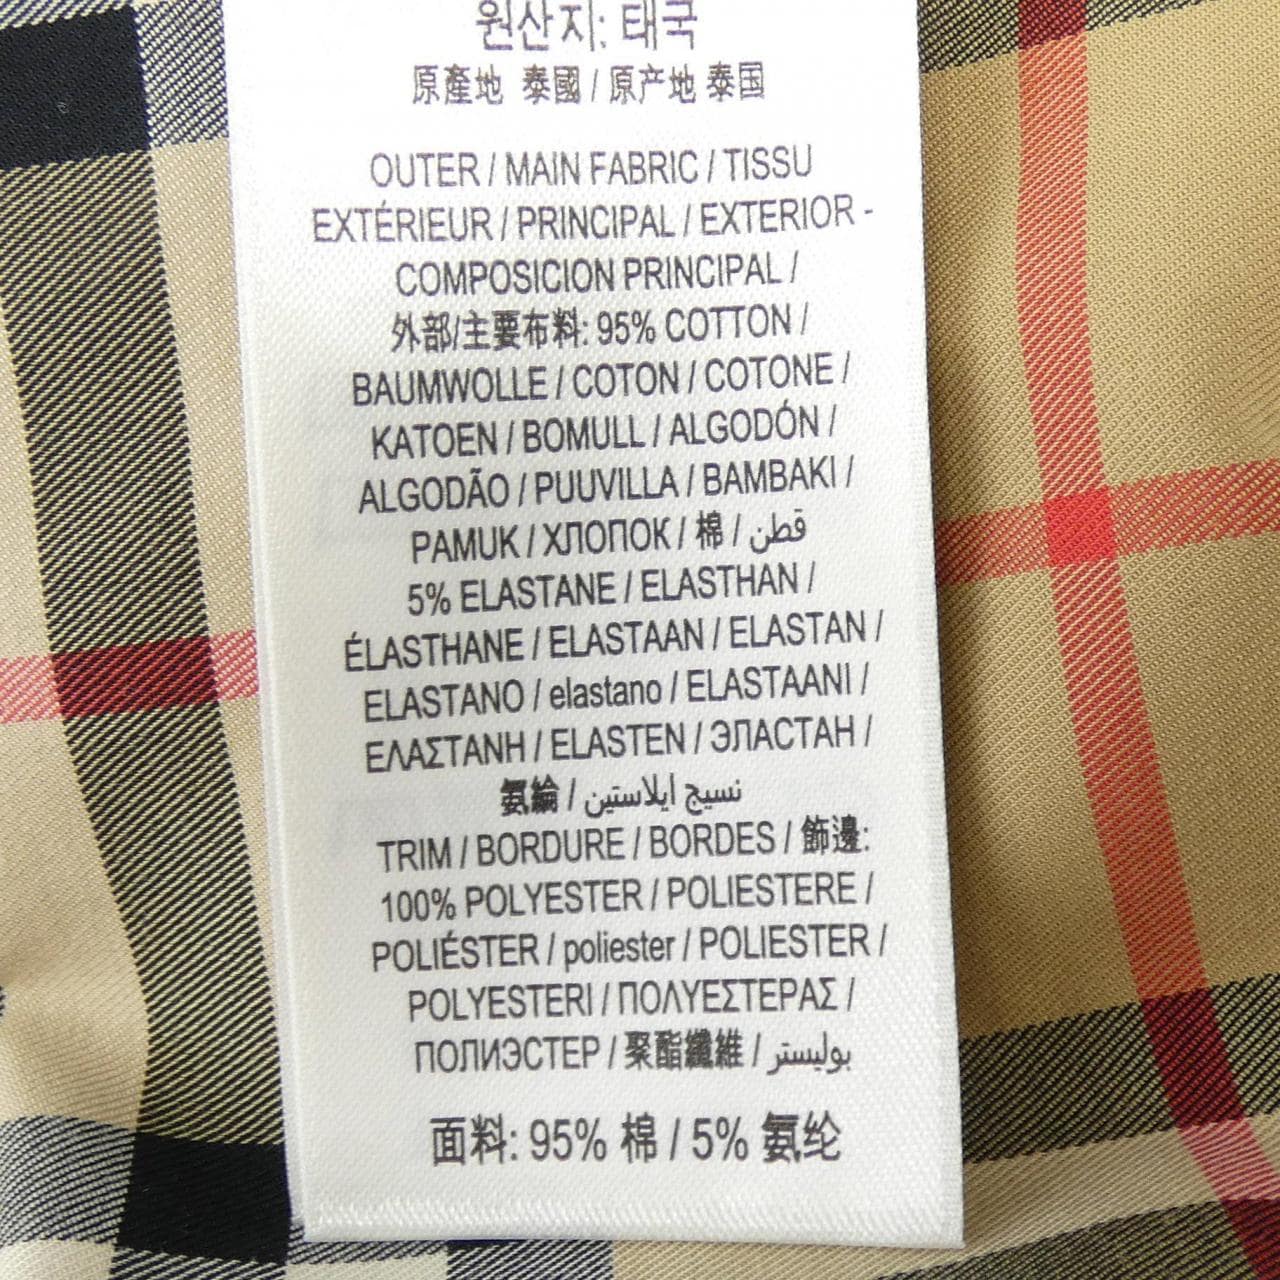 원산지: 태국
原產地 泰國 / 原产地 泰国
OUTER / MAIN FABRIC / TISSU
EXTÉRIEUR / PRINCIPAL / EXTERIOR -
COMPOSICION PRINCIPAL /
外部/主要布料: 95% COTTON /
BAUMWOLLE / COTON / COTONE /
KATOEN / BOMULL / ALGODÓN /
ALGODÃO / PUUVILLA / BAMBAKI /
PAMUK / ХЛОПОК / 棉 / قطن
5% ELASTANE / ELASTHAN /
ÉLASTHANE / ELASTAAN / ELASTAN /
ELASTANO / elastano / ELASTAANI /
ΕΛΑΣΤΑΝΗ / ELASTEN / ЭЛАСТАН /
氨綸 / نسيج ايلاستين
TRIM / BORDURE / BORDES / 飾邊:
100% POLYESTER / POLIESTERE /
POLIÉSTER / poliester / POLIESTER /
POLYESTERI / ΠΟΛΥΕΣΤΕΡΑΣ /
ПОЛИЭСТЕР / 聚酯纖維 / بوليستر
面料: 95% 棉 / 5% 氨纶